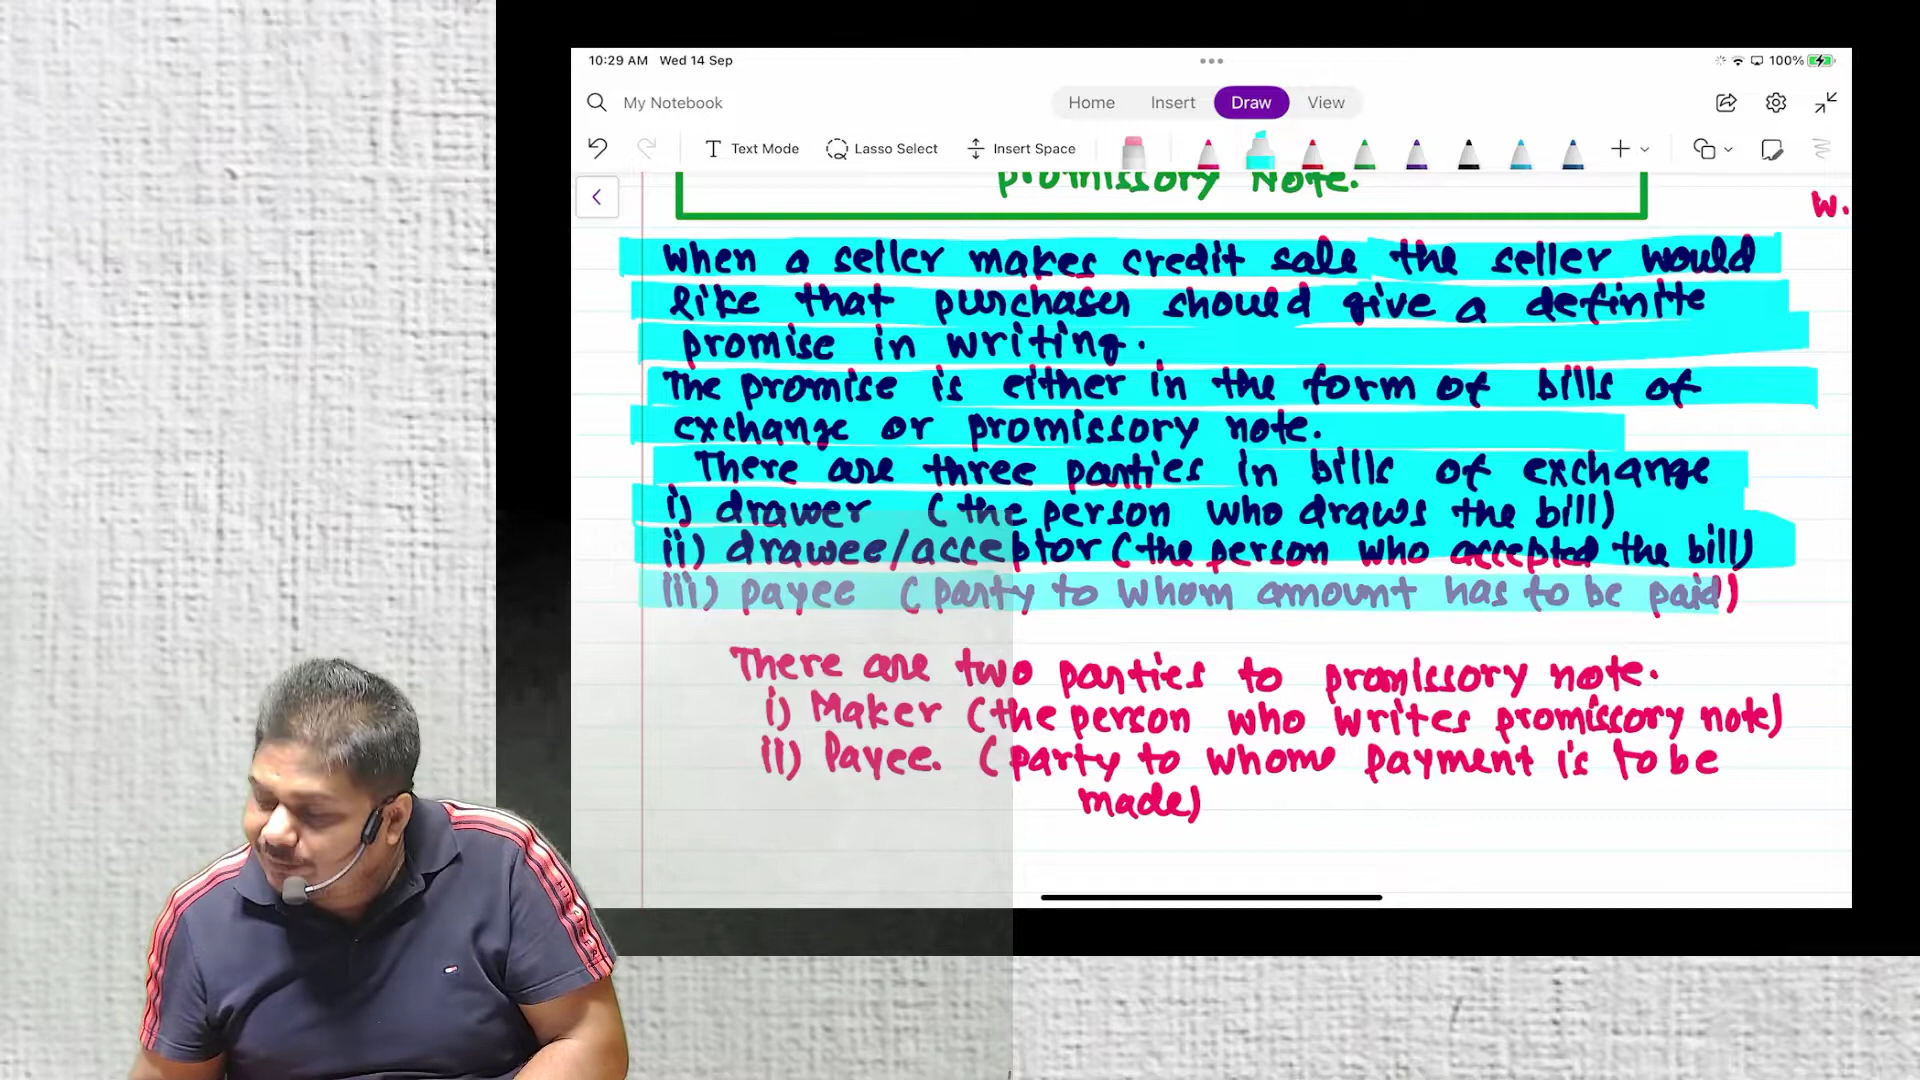 10:29 AM Wed 14 Sep
100%
My Notebook
Home Insert Draw View
Text Mode Lasso Select Insert Space
promissory Note.
W.
When a seller makes credit sale the seller would
like that purchaser should give a definite
promise in writing.
The promise is either in the form of bills of
exchange or promissory note.
There are three parties in bills of exchange
i) drawer (the person who draws the bill)
ii) drawee/acceptor (the person who accepted the bill)
iii) payee (party to whom amount has to be paid)
There are two parties to promissory note.
i) Maker (the person who writes promissory note)
ii) Payee. (party to whom payment is to be
made)